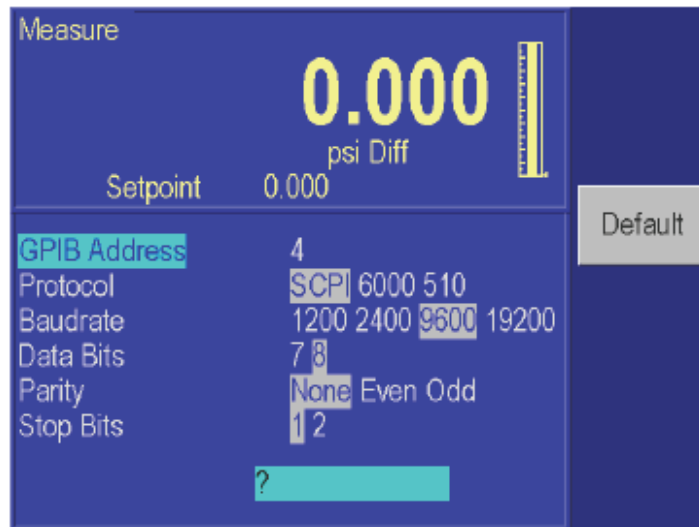 Measure
0.000
psi Diff
Setpoint 0.000
Default
GPIB Address 4
Protocol SCPI 6000 510
Baudrate 1200 2400 9600 19200
Data Bits 7 8
Parity None Even Odd
Stop Bits 1 2
?